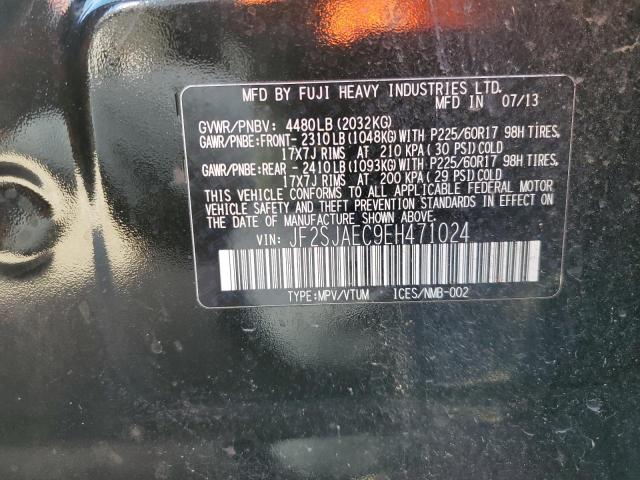 MFD BY FUJI HEAVY INDUSTRIES LTD.
MFD IN 07/13
GVWR/PNBV: 4480LB(2032KG)
GAWR/PNBE:FRONT- 2310LB(1048KG)WITH P225/60R17 98H TIRES,
17X7J RIMS AT 210 KPA(30 PSI)COLD
GAWR/PNBE:REAR - 2410LB(1093KG)WITH P225/60R17 98H TIRES,
17X7J RIMS AT 200 KPA(29 PSI)COLD
THIS VEHICLE CONFORMS TO ALL APPLICABLE FEDERAL MOTOR
VEHICLE SAFETY AND THEFT PREVENTION STANDARDS IN EFFECT ON
THE DATE OF MANUFACTURE SHOWN ABOVE.
VIN: JF2SJAEC9EH471024
TYPE:MPV/VTUM ICES/NMB-002